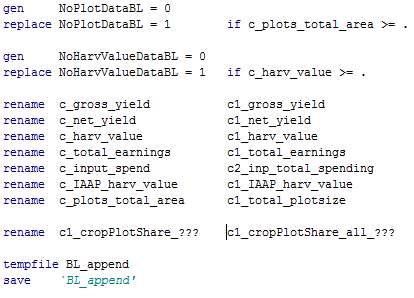 gen NoPlotDataBL = 0
replace NoPlotDataBL = 1 if c_plots_total_area >= .
gen NoHarvValueDataBL = 0
replace NoHarvValueDataBL = 1 if c_harv_value >= .
rename c_gross_yield c1_gross_yield
rename c_net_yield c1_net_yield
rename c_harv_value c1_harv_value
rename c_total_earnings c1_total_earnings
rename c_input_spend c2_inp_total_spending
rename c_IAAP_harv_value c1_IAAP_harv_value
rename c_plots_total_area c1_total_plotsize
rename c1_cropPlotShare_??? c1_cropPlotShare_all_???
tempfile BL_append
save `BL_append'